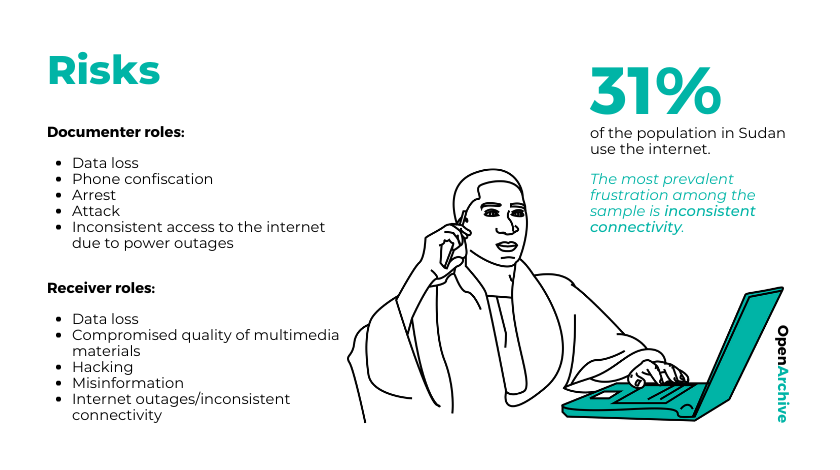 Risks
Documenter roles:
Data loss
Phone confiscation
Arrest
Attack
Inconsistent access to the internet
due to power outages
Receiver roles:
Data loss
Compromised quality of multimedia
materials
Hacking
Misinformation
Internet outages/inconsistent
connectivity
31%
of the population in Sudan
use the internet.
The most prevalent
frustration among the
sample is inconsistent
connectivity.
OpenArchive